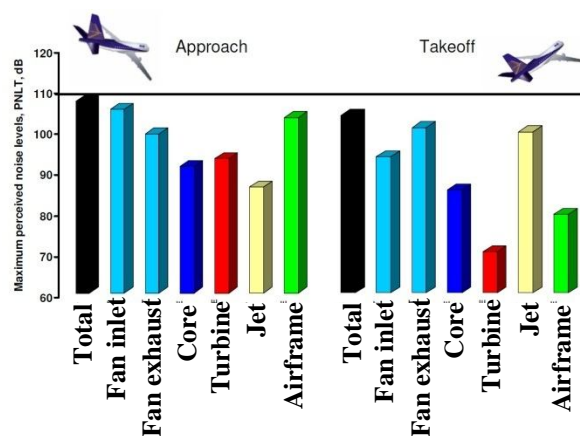 Approach
Takeoff
Maximum perceived noise levels, PNLT, dB
120
110
100
90
80
70
60
Total
Fan inlet
Fan exhaust
Core
Turbine
Jet
Airframe
Total
Fan inlet
Fan exhaust
Core
Turbine
Jet
Airframe